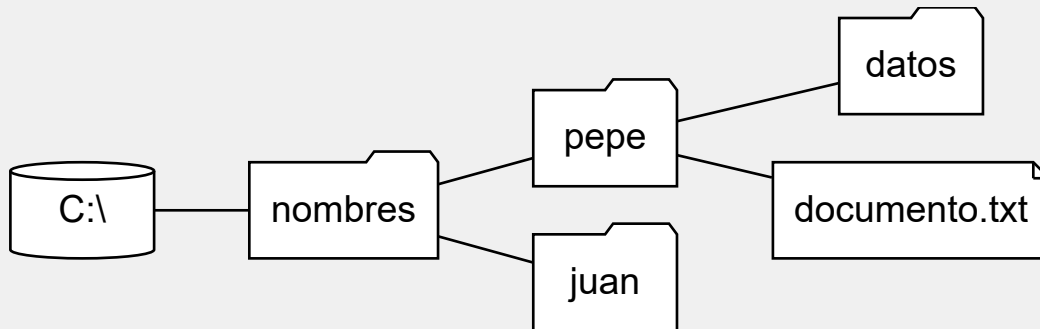 C:\
nombres
pepe
datos
documento.txt
juan